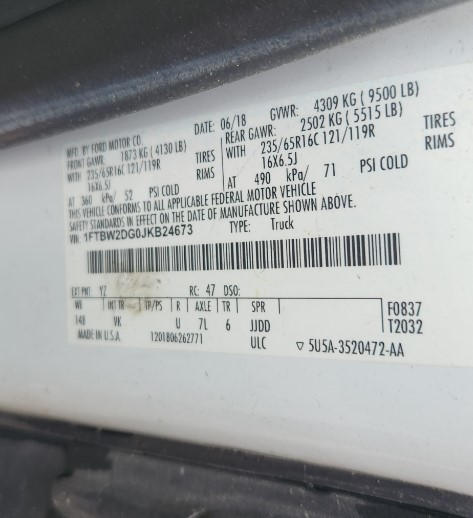 MFD. BY FORD MOTOR CO. DATE: 06/18 GVWR: 4309 KG ( 9500 LB)
FRONT GAWR: 1873 KG ( 4130 LB) REAR GAWR: 2502 KG ( 5515 LB)
WITH 235/65R16C 121/119R TIRES WITH 235/65R16C 121/119R TIRES
16X6.5J RIMS 16X6.5J RIMS
AT 360 kPa/ 52 PSI COLD AT 490 kPa/ 71 PSI COLD
THIS VEHICLE CONFORMS TO ALL APPLICABLE FEDERAL MOTOR VEHICLE
SAFETY STANDARDS IN EFFECT ON THE DATE OF MANUFACTURE SHOWN ABOVE.
VIN: 1FTBW2DG0JKB24673 TYPE: Truck
EXT PNT: YZ RC: 47 DSO:
WB INT TR TP/PS R AXLE TR SPR F0837
148 VK U 7L 6 JJDD T2032
MADE IN U.S.A. 1201806262771 ULC ▽ 5U5A-3520472-AA